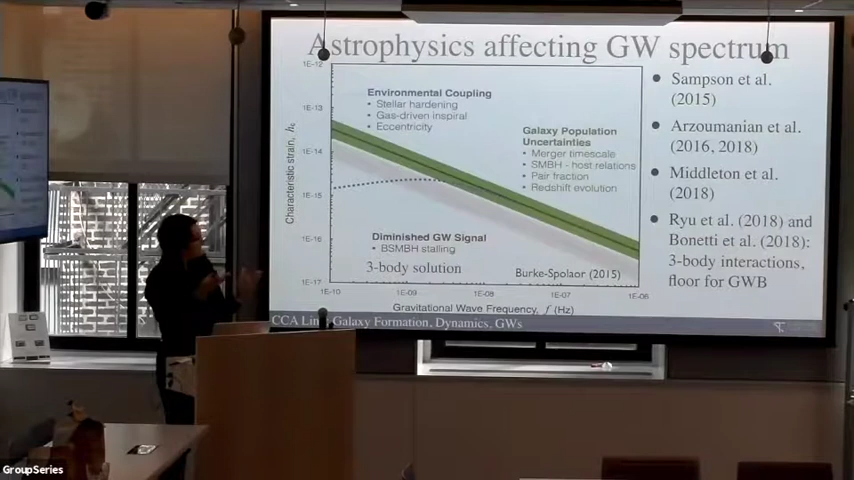 Astrophysics affecting GW spectrum
1E-12
1E-13
1E-14
1E-15
1E-16
1E-17
Characteristic strain, hc
Environmental Coupling
• Stellar hardening
• Gas-driven inspiral
• Eccentricity
Galaxy Population
Uncertainties
• Merger timescale
• SMBH - host relations
• Pair fraction
• Redshift evolution
Diminished GW Signal
• BSMBH stalling
3-body solution
Burke-Spolaor (2015)
1E-10
1E-09
1E-08
1E-07
1E-06
Gravitational Wave Frequency, f (Hz)
• Sampson et al.
(2015)
• Arzoumanian et al.
(2016, 2018)
• Middleton et al.
(2018)
• Ryu et al. (2018) and
Bonetti et al. (2018):
3-body interactions,
floor for GWB
CCA Galaxy Formation, Dynamics, GWs
GroupSeries